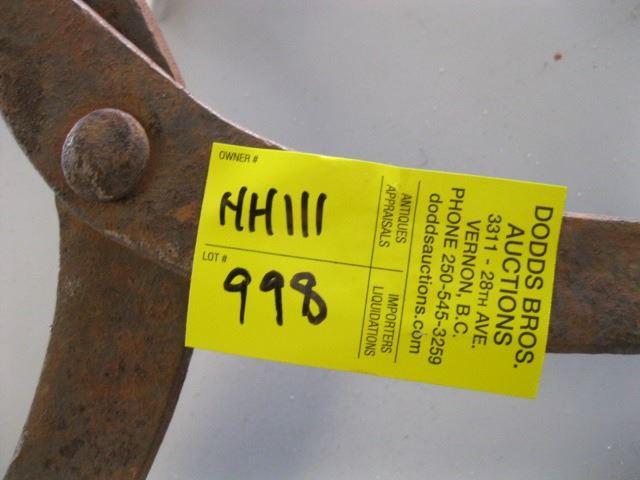 OWNER #
HH111
LOT #
998
ANTIQUES
APPRAISALS
IMPORTERS
LIQUIDATIONS
DODDS BROS.
AUCTIONS
3311 - 28TH AVE.
VERNON, B.C.
PHONE 250-545-3259
doddsauctions.com